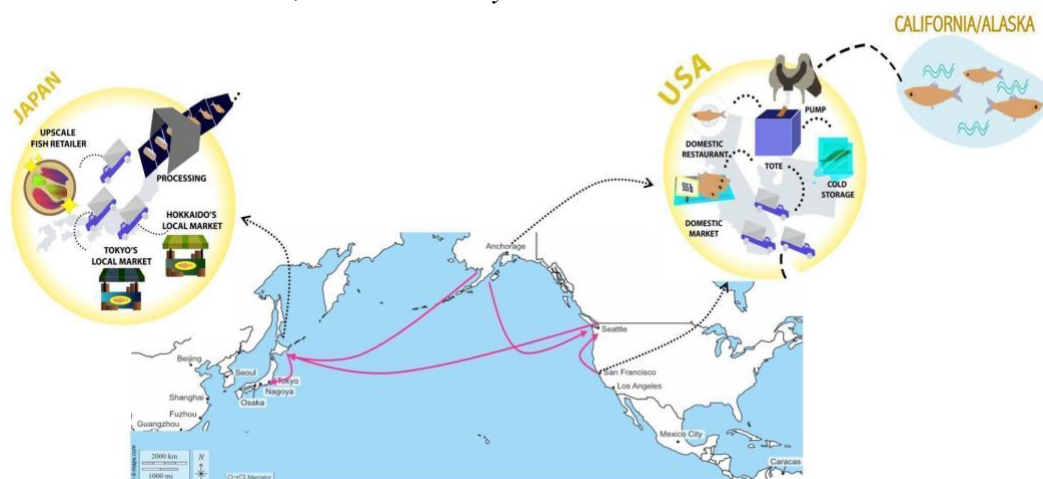 CALIFORNIA/ALASKA
JAPAN
UPSCALE
FISH RETAILER
PROCESSING
HOKKAIDO'S
LOCAL MARKET
TOKYO'S
LOCAL MARKET
USA
PUMP
DOMESTIC
RESTAURANT
TOTE
COLD
STORAGE
DOMESTIC
MARKET
Anchorage
Seattle
San Francisco
Los Angeles
Mexico City
Caracas
Beijing
Seoul
Tokyo
Nagoya
Osaka
Shanghai
Fuzhou
Guangzhou
2000 km
1000 mi
N
d-maps.com